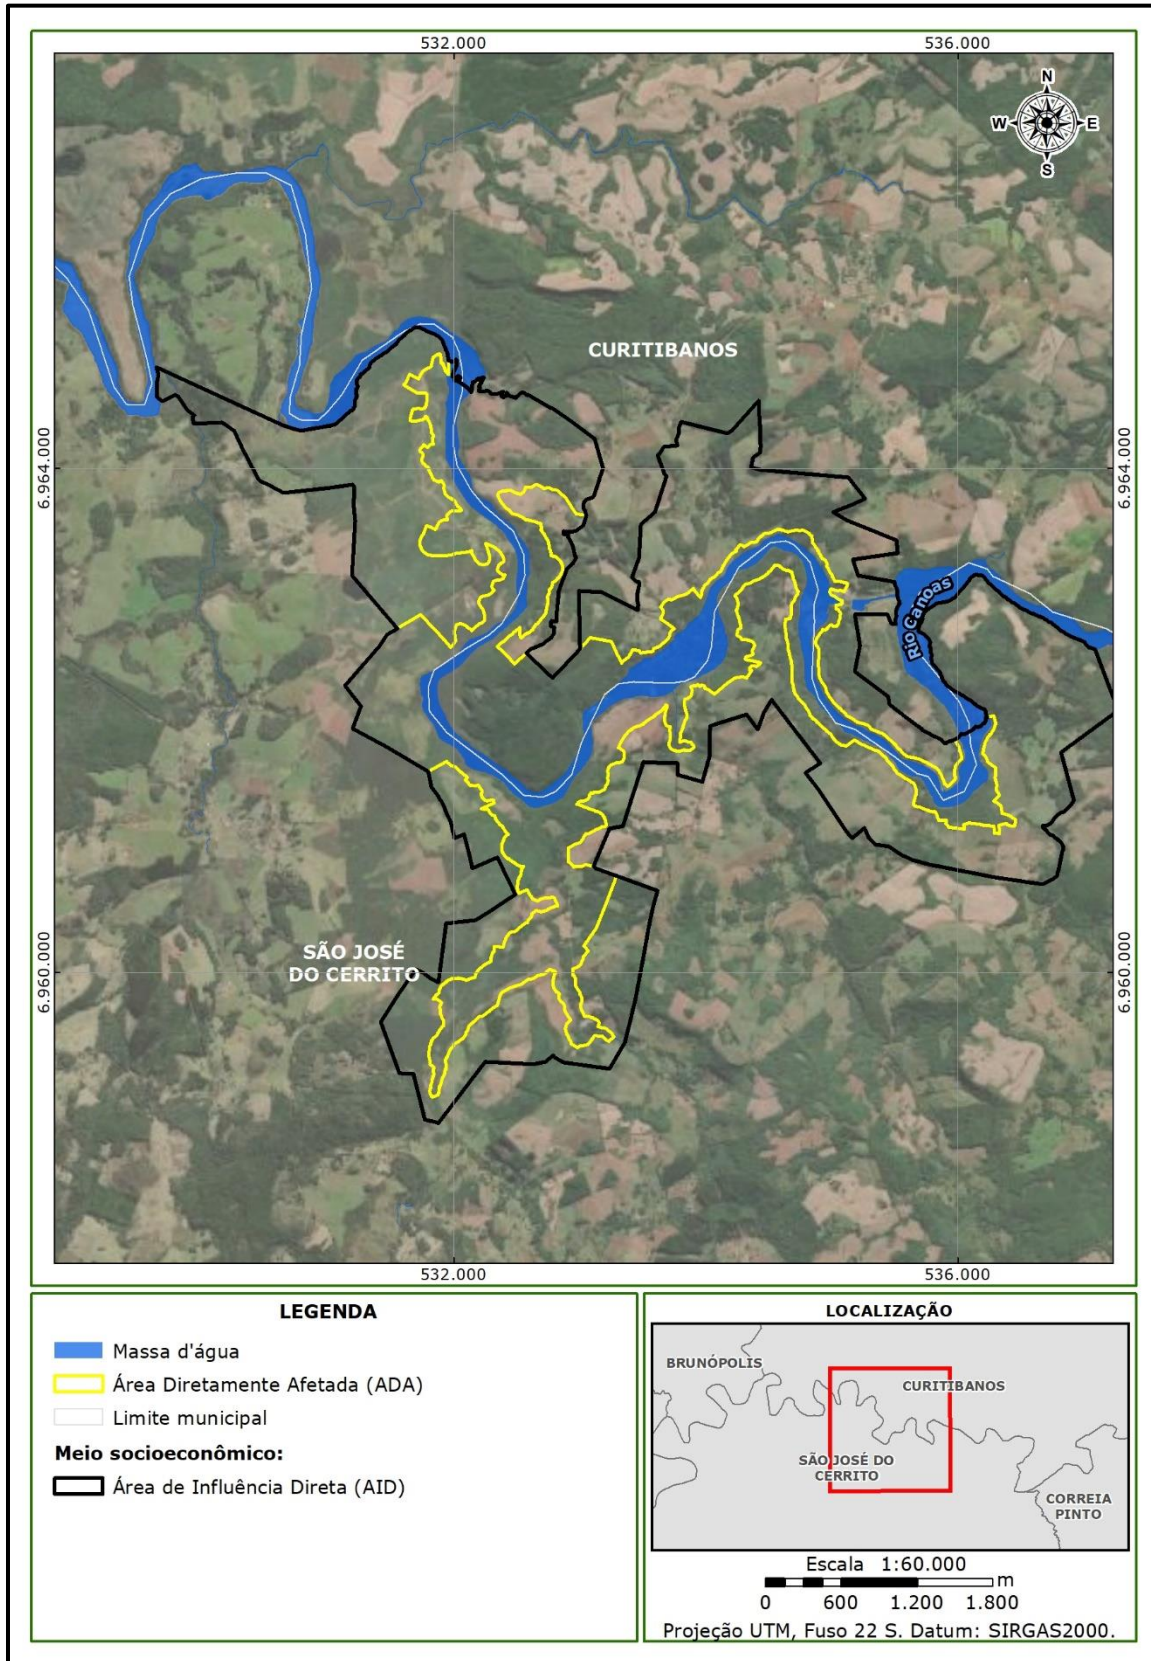 532.000
536.000
N
W
E
S
CURITIBANOS
6.964.000
6.964.000
Rio Canoas
SÃO JOSÉ
DO CERRITO
6.960.000
6.960.000
532.000
536.000
LEGENDA
Massa d'água
Área Diretamente Afetada (ADA)
Limite municipal
Meio socioeconômico:
Área de Influência Direta (AID)
LOCALIZAÇÃO
BRUNÓPOLIS
CURITIBANOS
SÃO JOSÉ DO
CERRITO
CORREIA
PINTO
Escala 1:60.000
m
0 600 1.200 1.800
Projeção UTM, Fuso 22 S. Datum: SIRGAS2000.